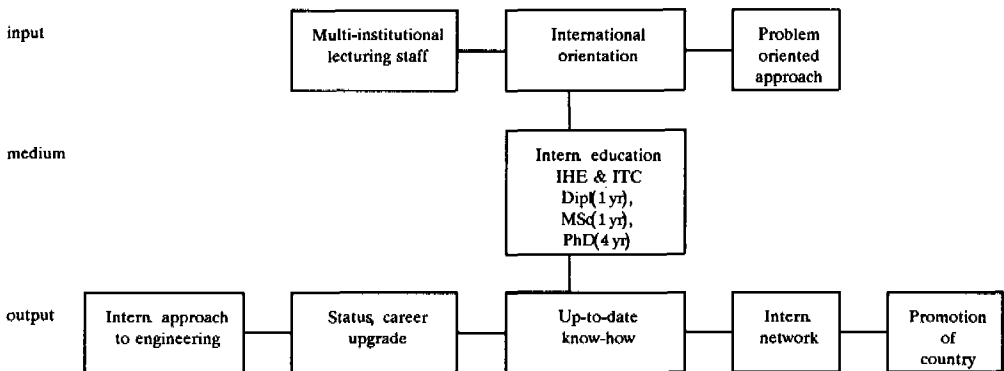 input
Multi-institutional
lecturing staff
International
orientation
Problem
oriented
approach
medium
Intern. education
IHE & ITC
Dipl(1 yr),
MSc(1 yr),
PhD(4 yr)
output
Intern. approach
to engineering
Status, career
upgrade
Up-to-date
know-how
Intern.
network
Promotion
of
country